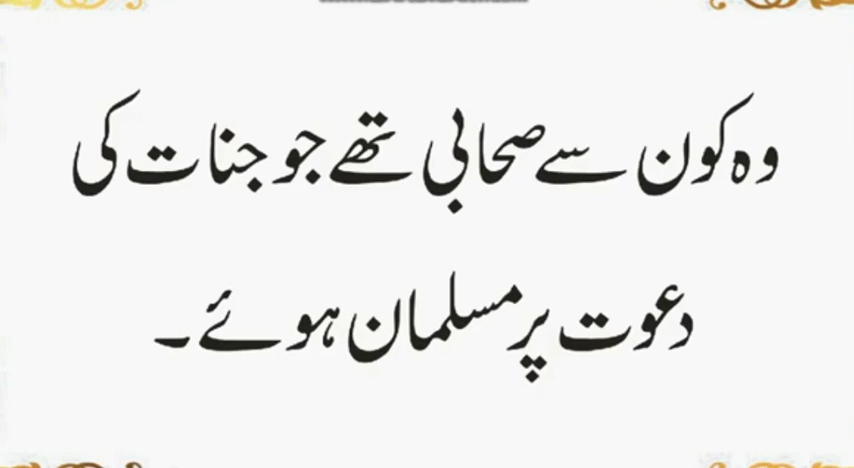 وہ کون سے صحابی تھے جو جنات کی
دعوت پر مسلمان ہوئے ۔